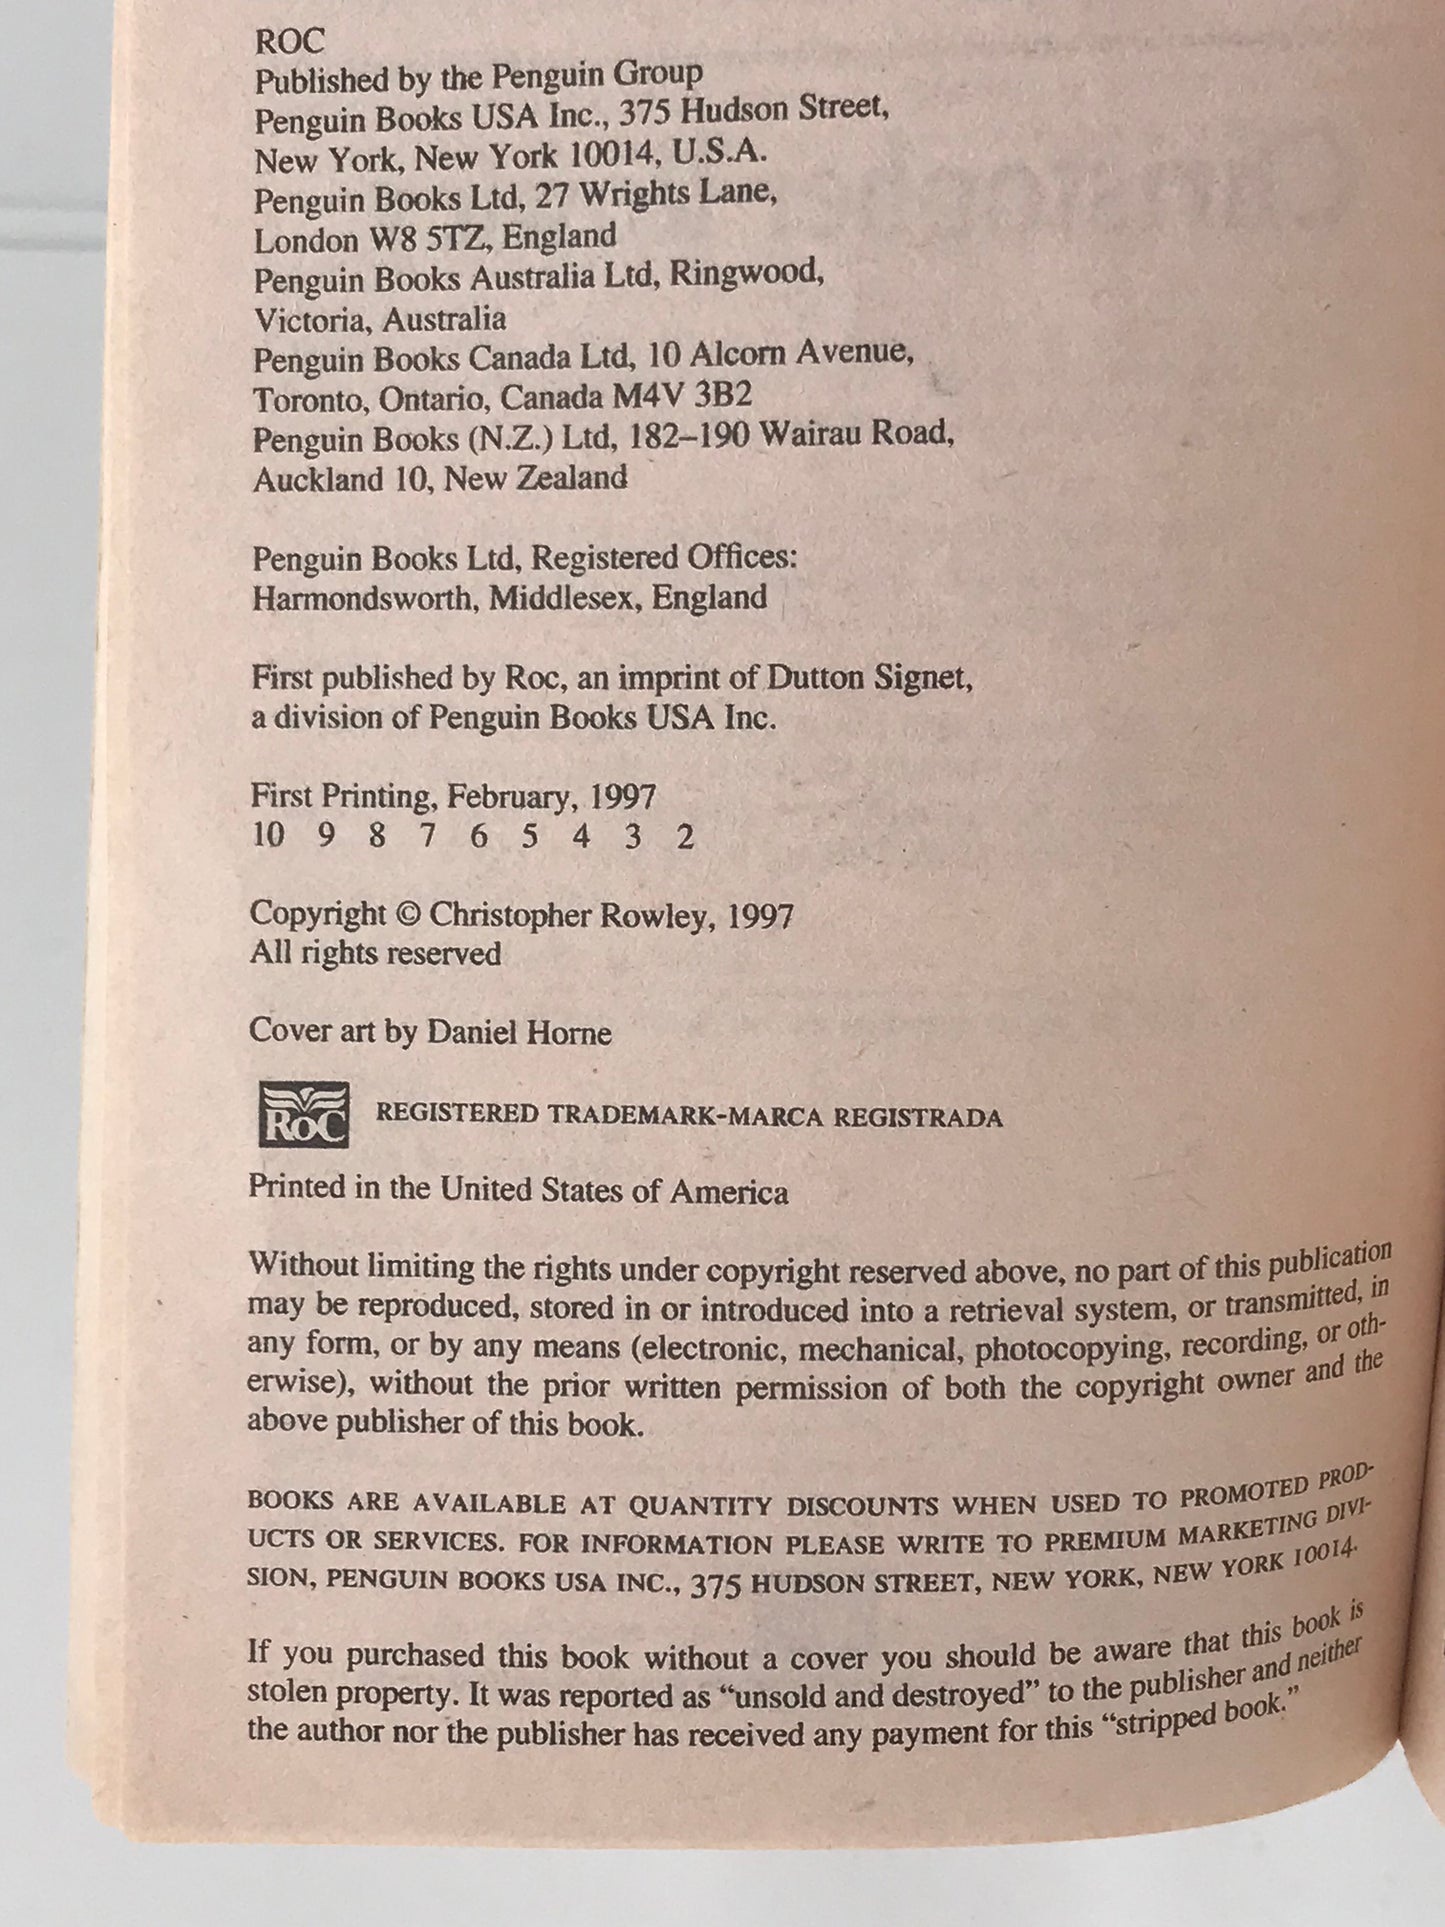 ROC
Published by the Penguin Group
Penguin Books USA Inc., 375 Hudson Street,
New York, New York 10014, U.S.A.
Penguin Books Ltd, 27 Wrights Lane,
London W8 5TZ, England
Penguin Books Australia Ltd, Ringwood,
Victoria, Australia
Penguin Books Canada Ltd, 10 Alcorn Avenue,
Toronto, Ontario, Canada M4V 3B2
Penguin Books (N.Z.) Ltd, 182–190 Wairau Road,
Auckland 10, New Zealand
Penguin Books Ltd, Registered Offices:
Harmondsworth, Middlesex, England
First published by Roc, an imprint of Dutton Signet,
a division of Penguin Books USA Inc.
First Printing, February, 1997
10 9 8 7 6 5 4 3 2
Copyright © Christopher Rowley, 1997
All rights reserved
Cover art by Daniel Horne
RoC REGISTERED TRADEMARK-MARCA REGISTRADA
Printed in the United States of America
Without limiting the rights under copyright reserved above, no part of this publication
may be reproduced, stored in or introduced into a retrieval system, or transmitted, in
any form, or by any means (electronic, mechanical, photocopying, recording, or oth-
erwise), without the prior written permission of both the copyright owner and the
above publisher of this book.
BOOKS ARE AVAILABLE AT QUANTITY DISCOUNTS WHEN USED TO PROMOTED PROD-
UCTS OR SERVICES. FOR INFORMATION PLEASE WRITE TO PREMIUM MARKETING DIVI-
SION, PENGUIN BOOKS USA INC., 375 HUDSON STREET, NEW YORK, NEW YORK 10014.
If you purchased this book without a cover you should be aware that this book is
stolen property. It was reported as “unsold and destroyed” to the publisher and neither
the author nor the publisher has received any payment for this “stripped book.”